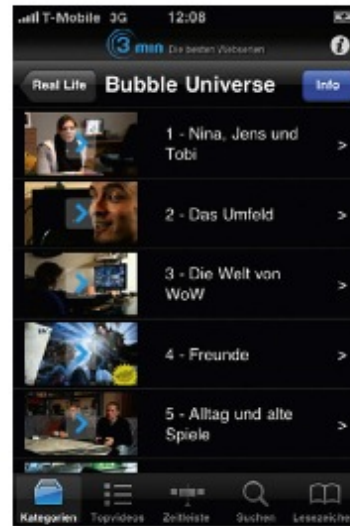 T-Mobile 3G 12:08
3min Die besten Webserien
Real Life Bubble Universe Info
1 - Nina, Jens und
Tobi
2 - Das Umfeld
3 - Die Welt von
WoW
4 - Freunde
5 - Alltag und alte
Spiele
Kategorien Topvideos Zeitleiste Suchen Lesezeichen